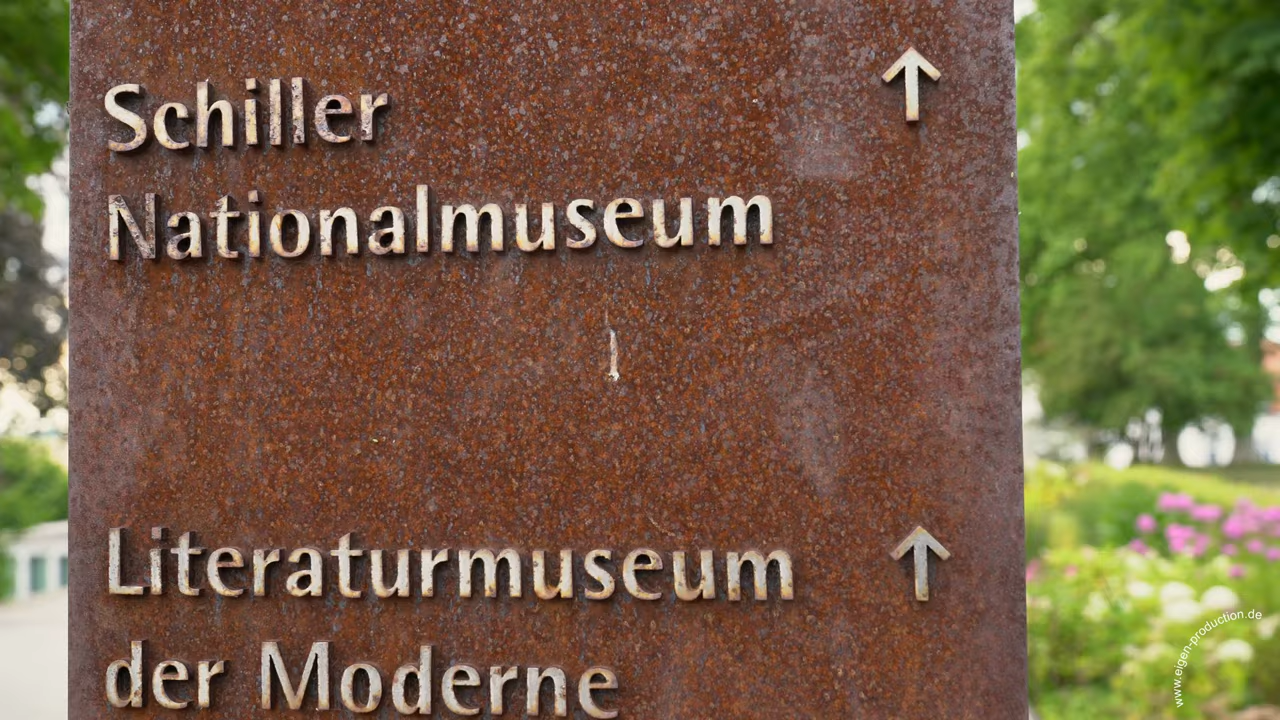 Schiller
Nationalmuseum
Literaturmuseum
der Moderne
www.eigen-production.de